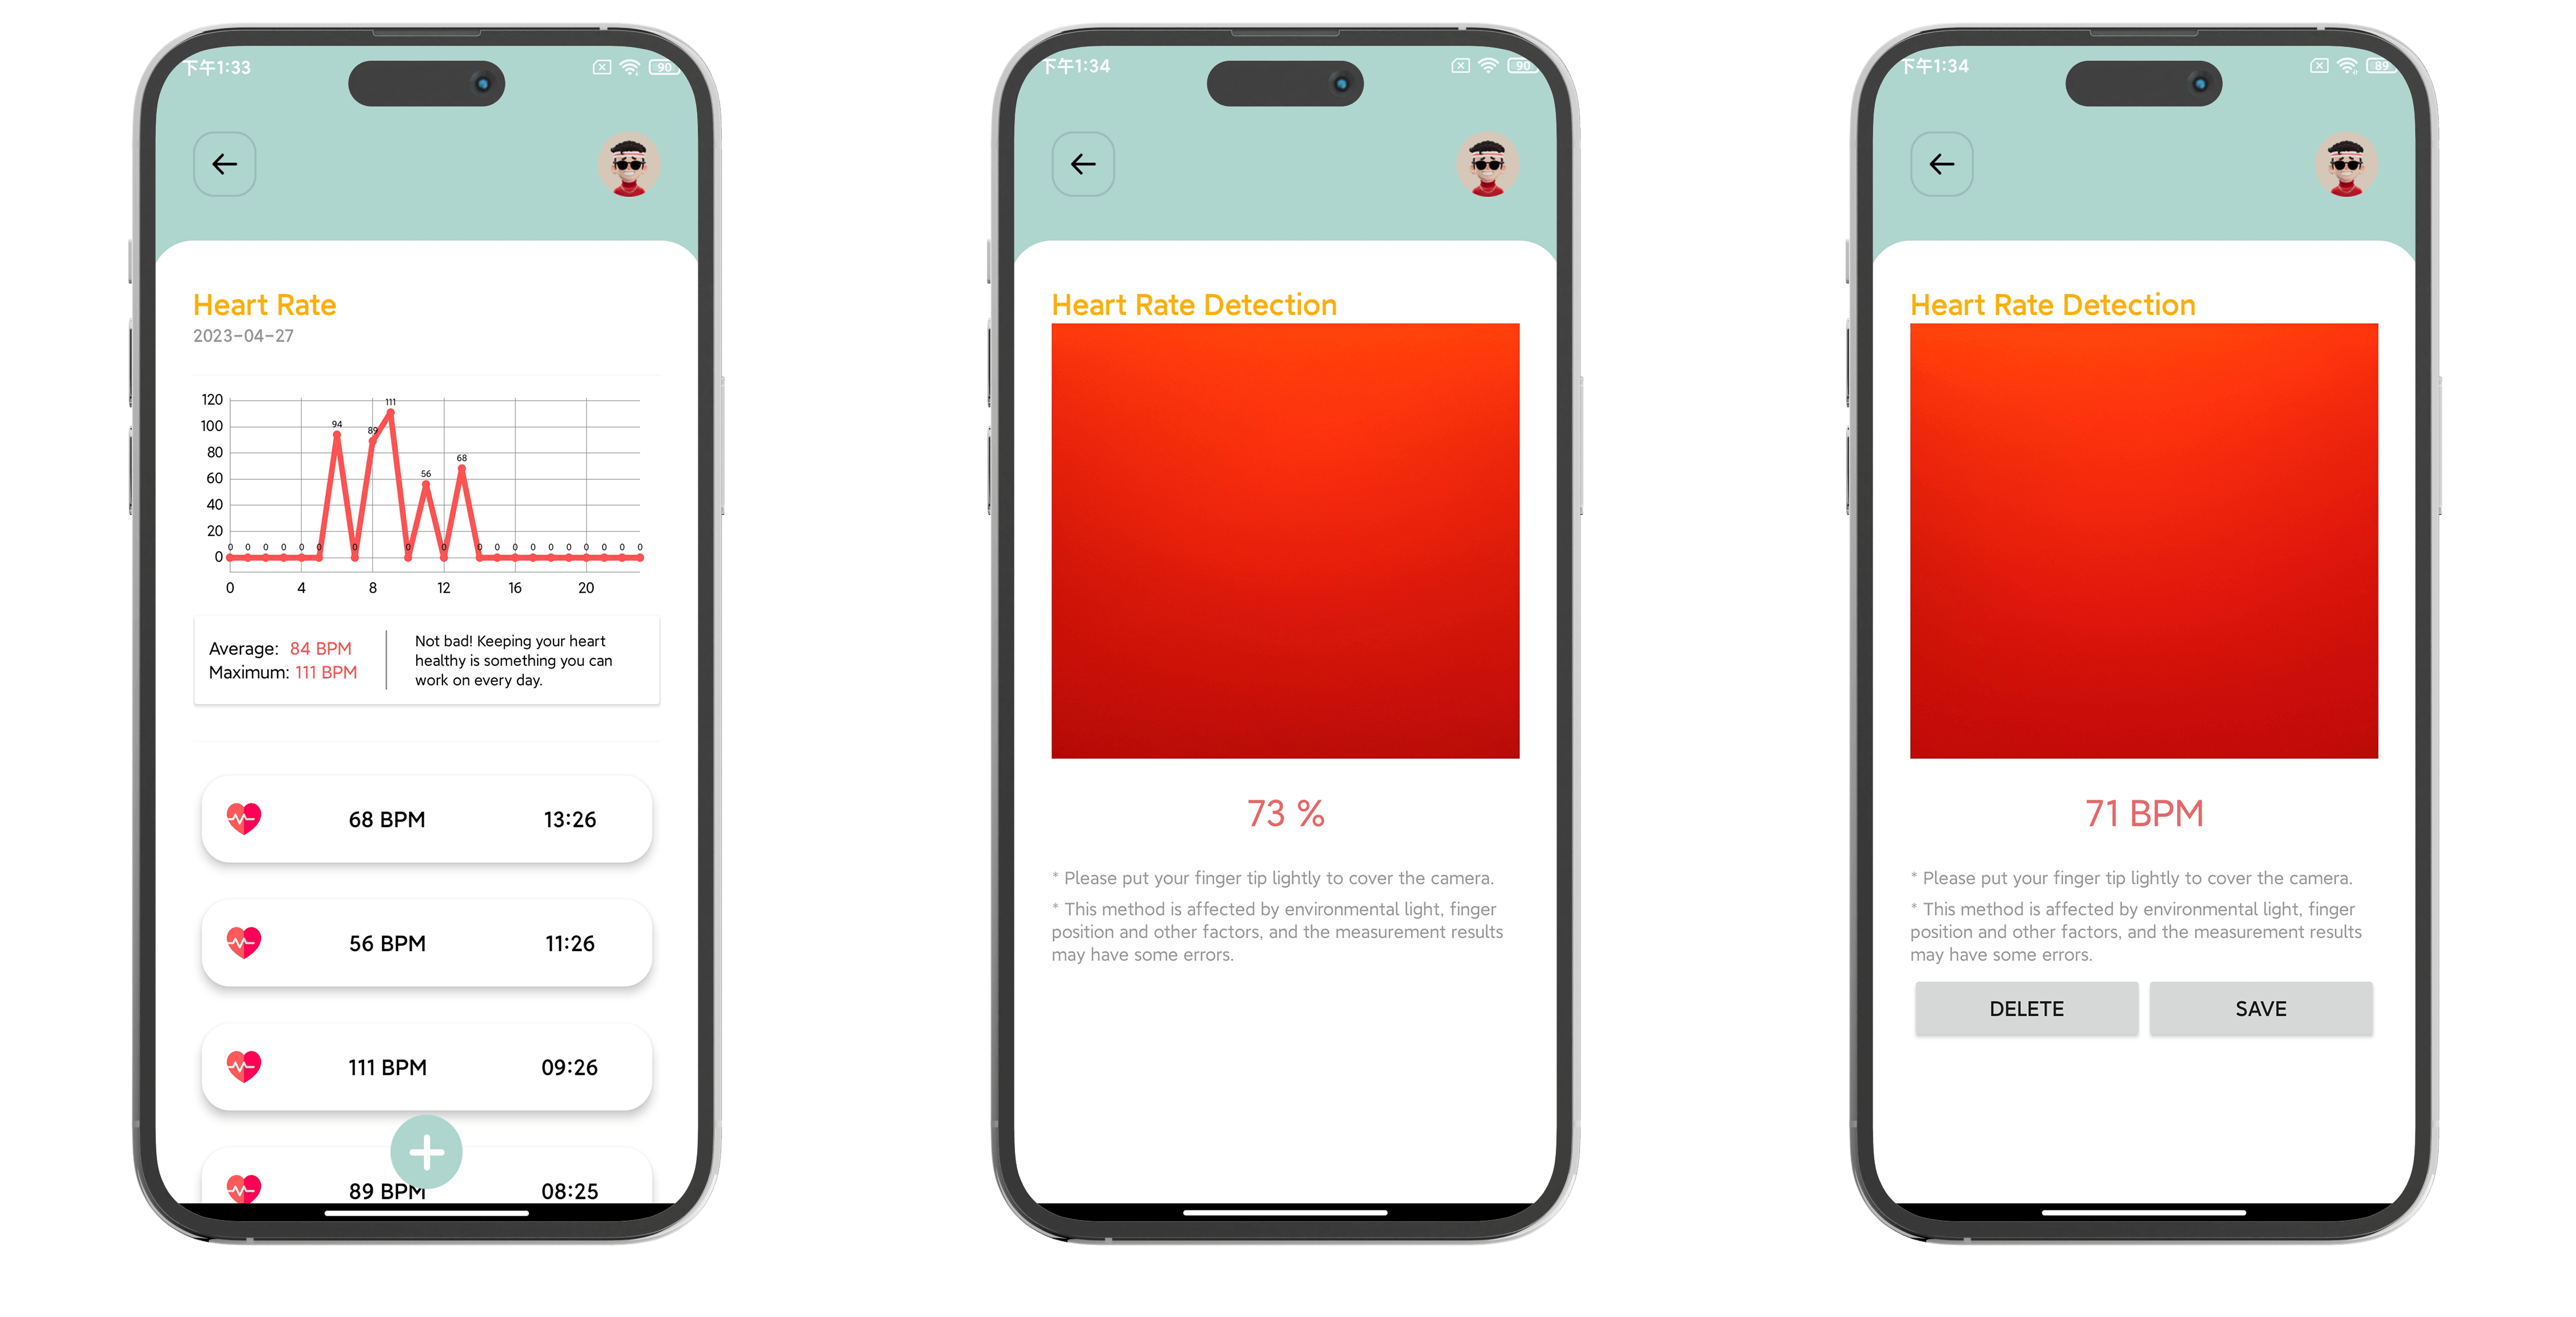 下午1:33
90
Heart Rate
2023-04-27
120
100
80
60
40
20
0
94
89
111
56
68
0 0 0 0 0 0 0 0 0 0 0 0 0 0 0 0 0 0 0
0 4 8 12 16 20
Average: 84 BPM
Maximum: 111 BPM
Not bad! Keeping your heart
healthy is something you can
work on every day.
68 BPM 13:26
56 BPM 11:26
111 BPM 09:26
89 BPM 08:25
下午1:34
90
Heart Rate Detection
73 %
* Please put your finger tip lightly to cover the camera.
* This method is affected by environmental light, finger
position and other factors, and the measurement results
may have some errors.
下午1:34
89
Heart Rate Detection
71 BPM
* Please put your finger tip lightly to cover the camera.
* This method is affected by environmental light, finger
position and other factors, and the measurement results
may have some errors.
DELETE
SAVE